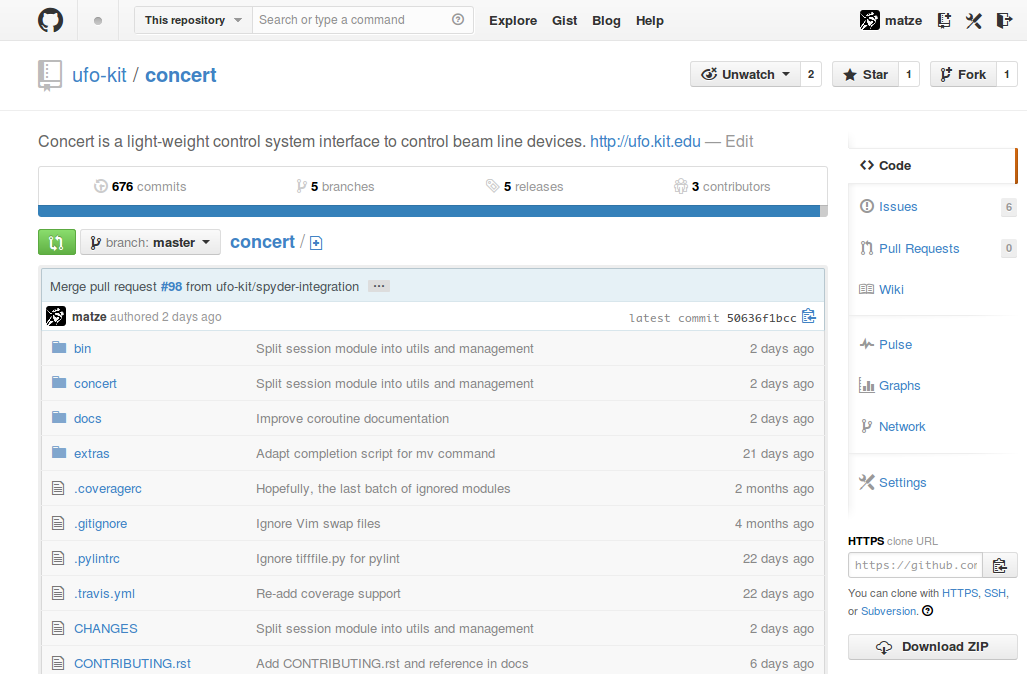 This repository Search or type a command Explore Gist Blog Help matze
ufo-kit / concert Unwatch 2 Star 1 Fork 1
Concert is a light-weight control system interface to control beam line devices. http://ufo.kit.edu — Edit
676 commits 5 branches 5 releases 3 contributors
branch: master concert /
Merge pull request #98 from ufo-kit/spyder-integration ...
matze authored 2 days ago latest commit 50636f1bcc
bin Split session module into utils and management 2 days ago
concert Split session module into utils and management 2 days ago
docs Improve coroutine documentation 2 days ago
extras Adapt completion script for mv command 21 days ago
.coveragerc Hopefully, the last batch of ignored modules 2 months ago
.gitignore Ignore Vim swap files 4 months ago
.pylintrc Ignore tifffile.py for pylint 22 days ago
.travis.yml Re-add coverage support 22 days ago
CHANGES Split session module into utils and management 2 days ago
CONTRIBUTING.rst Add CONTRIBUTING.rst and reference in docs 6 days ago
Code
Issues 6
Pull Requests 0
Wiki
Pulse
Graphs
Network
Settings
HTTPS clone URL
https://github.com
You can clone with HTTPS, SSH,
or Subversion.
Download ZIP